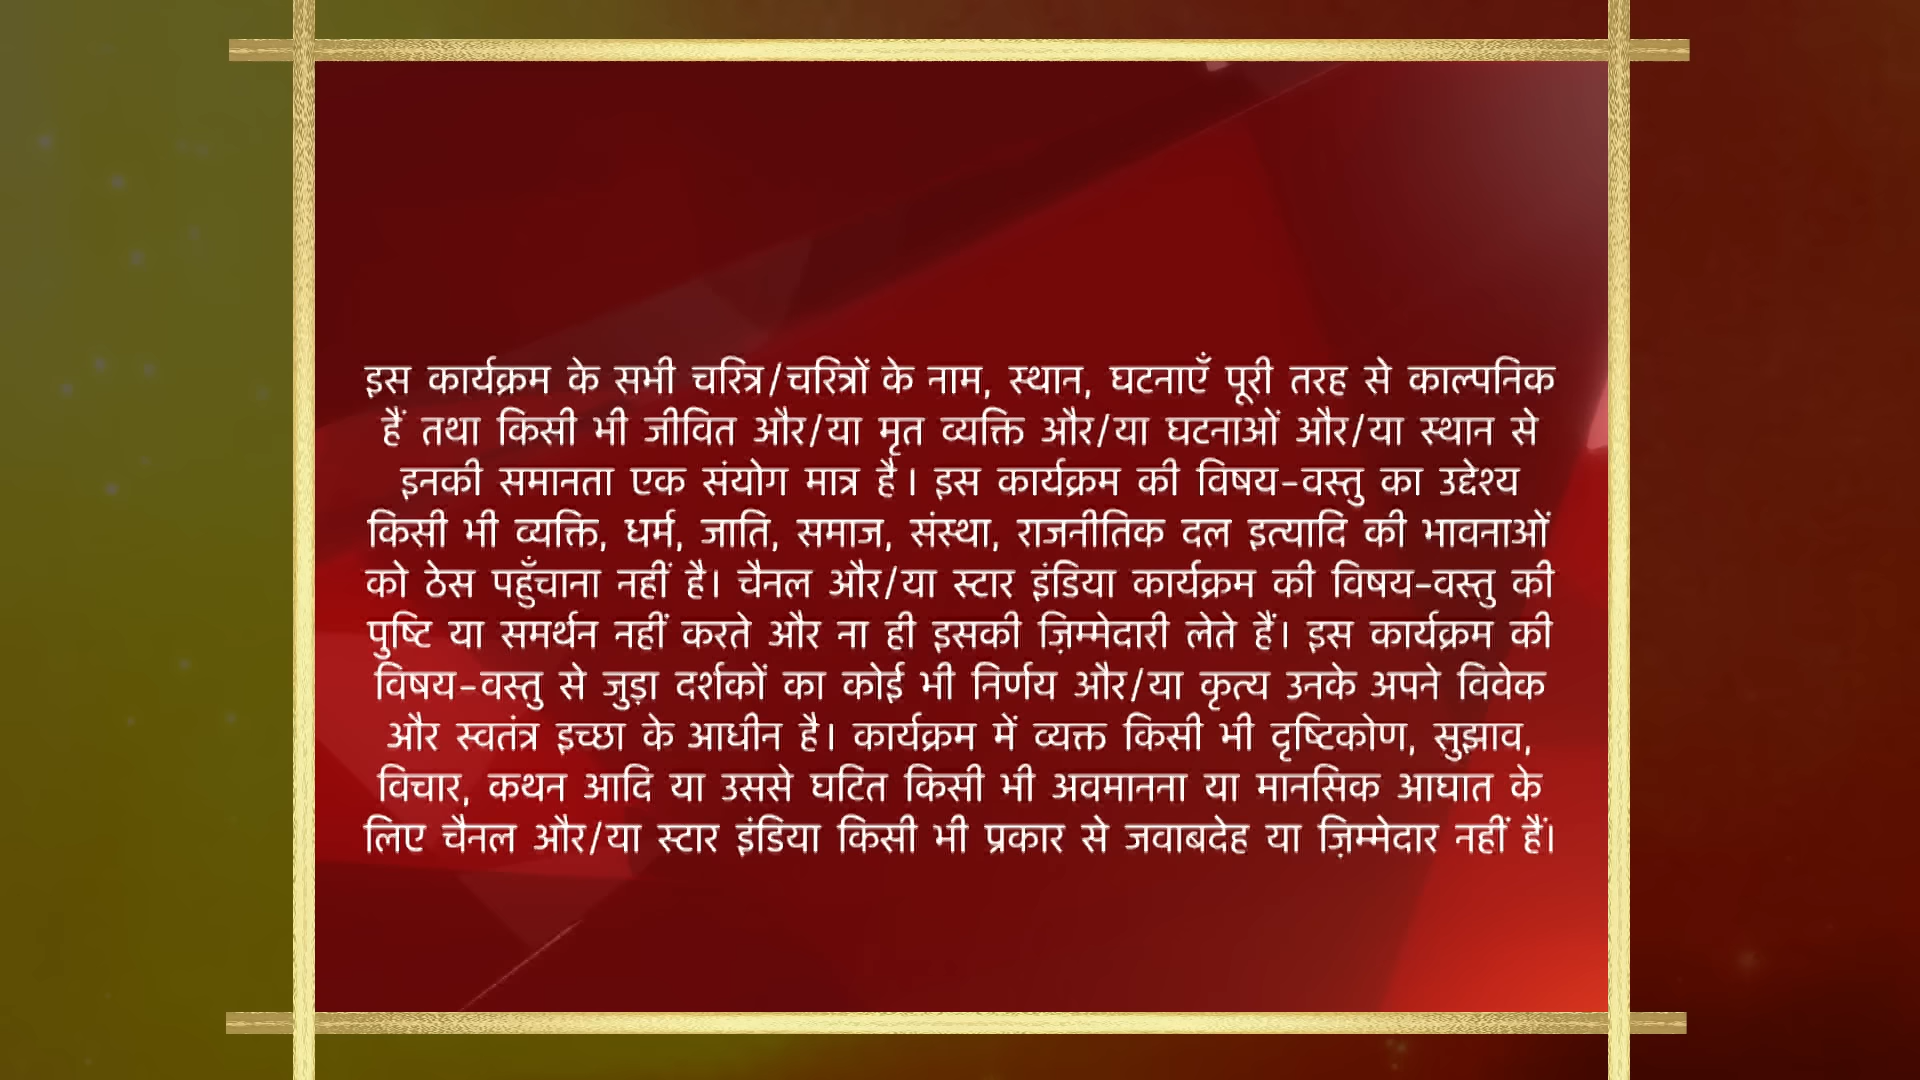 इस कार्यक्रम के सभी चरित्र/चरित्रों के नाम, स्थान, घटनाएँ पूरी तरह से काल्पनिक
हैं तथा किसी भी जीवित और/या मृत व्यक्ति और/या घटनाओं और/या स्थान से
इनकी समानता एक संयोग मात्र है। इस कार्यक्रम की विषय-वस्तु का उद्देश्य
किसी भी व्यक्ति, धर्म, जाति, समाज, संस्था, राजनीतिक दल इत्यादि की भावनाओं
को ठेस पहुँचाना नहीं है। चैनल और/या स्टार इंडिया कार्यक्रम की विषय-वस्तु की
पुष्टि या समर्थन नहीं करते और ना ही इसकी ज़िम्मेदारी लेते हैं। इस कार्यक्रम की
विषय-वस्तु से जुड़ा दर्शकों का कोई भी निर्णय और/या कृत्य उनके अपने विवेक
और स्वतंत्र इच्छा के आधीन है। कार्यक्रम में व्यक्त किसी भी दृष्टिकोण, सुझाव,
विचार, कथन आदि या उससे घटित किसी भी अवमानना या मानसिक आघात के
लिए चैनल और/या स्टार इंडिया किसी भी प्रकार से जवाबदेह या ज़िम्मेदार नहीं हैं।